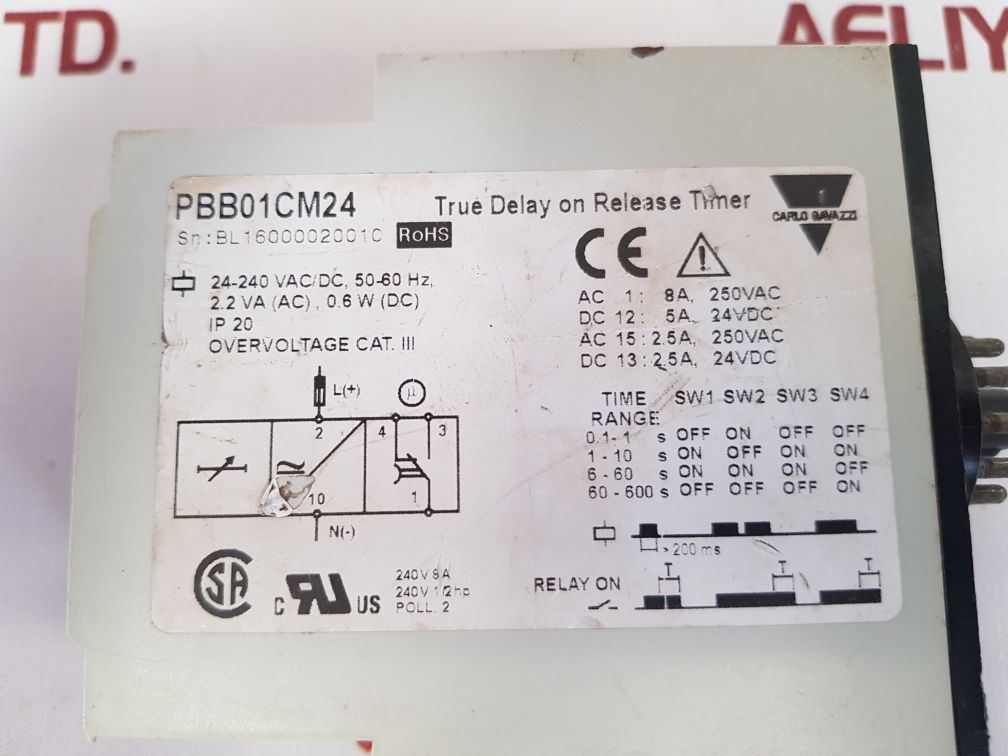 TD.
AELIY
PBB01CM24
True Delay on Release Timer
CARLO GAVAZZI
Sn:BL16000020010 RoHS
CE
24-240 VAC/DC, 50-60 Hz,
2.2 VA (AC) , 0.6 W (DC)
IP 20
OVERVOLTAGE CAT. III
AC 1: 8A, 250VAC
DC 12: 5A, 24VDC
AC 15: 2.5A, 250VAC
DC 13: 2.5A, 24VDC
L(+)
µ
2 4 3
10 1
N(-)
TIME SW1 SW2 SW3 SW4
RANGE
0.1-1 s OFF ON OFF OFF
1-10 s ON OFF ON ON
6-60 s ON ON OFF OFF
60-600 s OFF OFF OFF ON
> 200 ms
T T T
RELAY ON
SA
C RU US
240V 8A
240V 1/2hp
POLL. 2